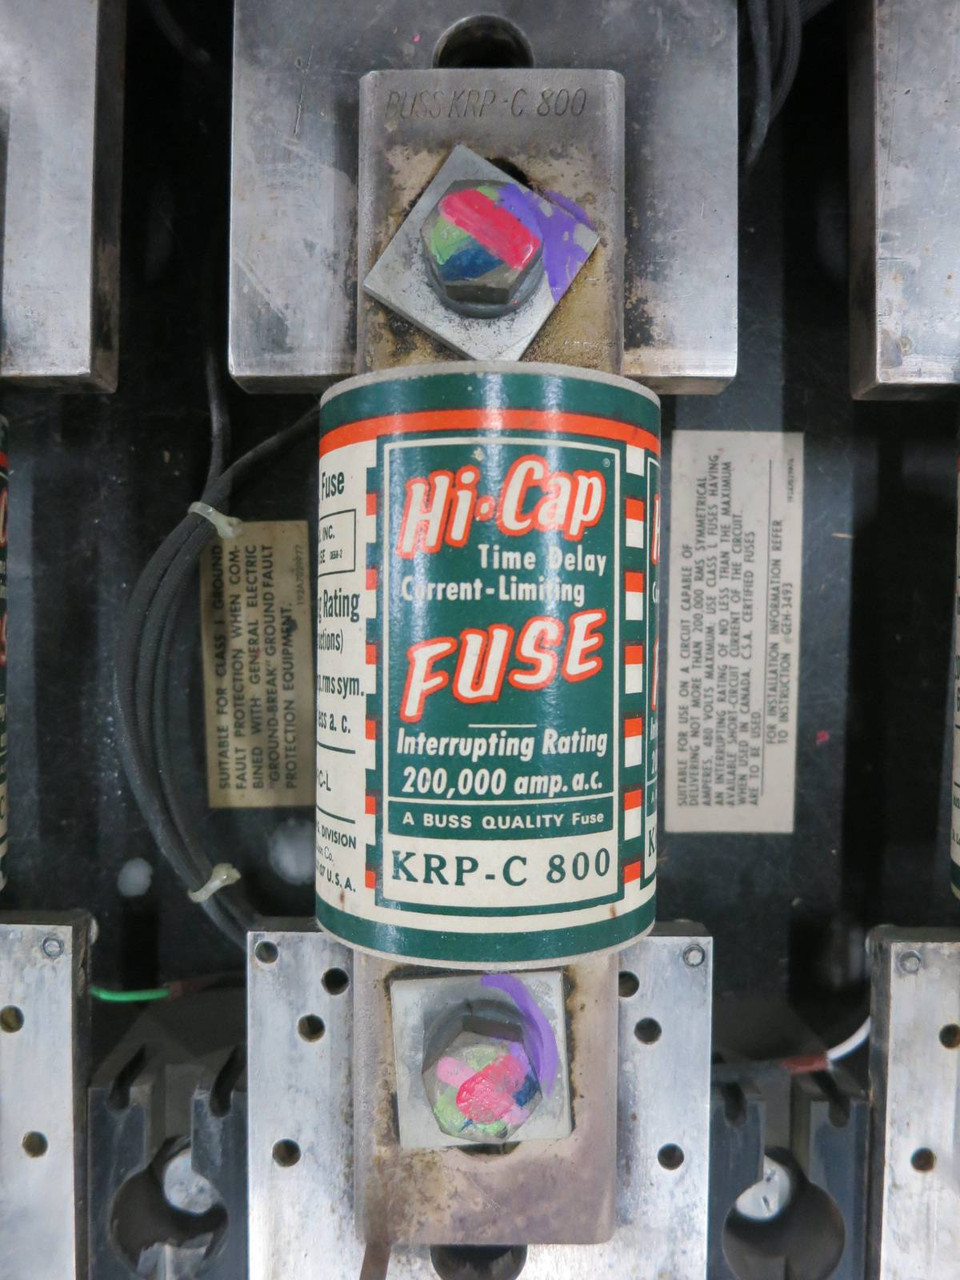 BUSS KRP-C 800
Hi-Cap®
Time Delay
Current-Limiting
FUSE
Interrupting Rating
200,000 amp. a.c.
A BUSS QUALITY Fuse
KRP-C 800
Fuse
INC.
Rating
rms sym.
a. c.
C-L
DIVISION
Co.
U. S. A.
SUITABLE FOR CLASS I GROUND
FAULT PROTECTION WHEN COM-
BINED WITH GENERAL ELECTRIC
"GROUND-BREAK" GROUND FAULT
PROTECTION EQUIPMENT.
SUITABLE FOR USE ON A CIRCUIT CAPABLE OF
DELIVERING NOT MORE THAN 200,000 RMS SYMMETRICAL
AMPERES, 480 VOLTS MAXIMUM. USE CLASS L FUSES HAVING
AN INTERRUPTING RATING OF NO LESS THAN THE MAXIMUM
AVAILABLE SHORT-CIRCUIT CURRENT OF THE CIRCUIT.
WHEN USED IN CANADA, C.S.A. CERTIFIED FUSES
ARE TO BE USED.
FOR INSTALLATION INFORMATION REFER
TO INSTRUCTION GEH-3493